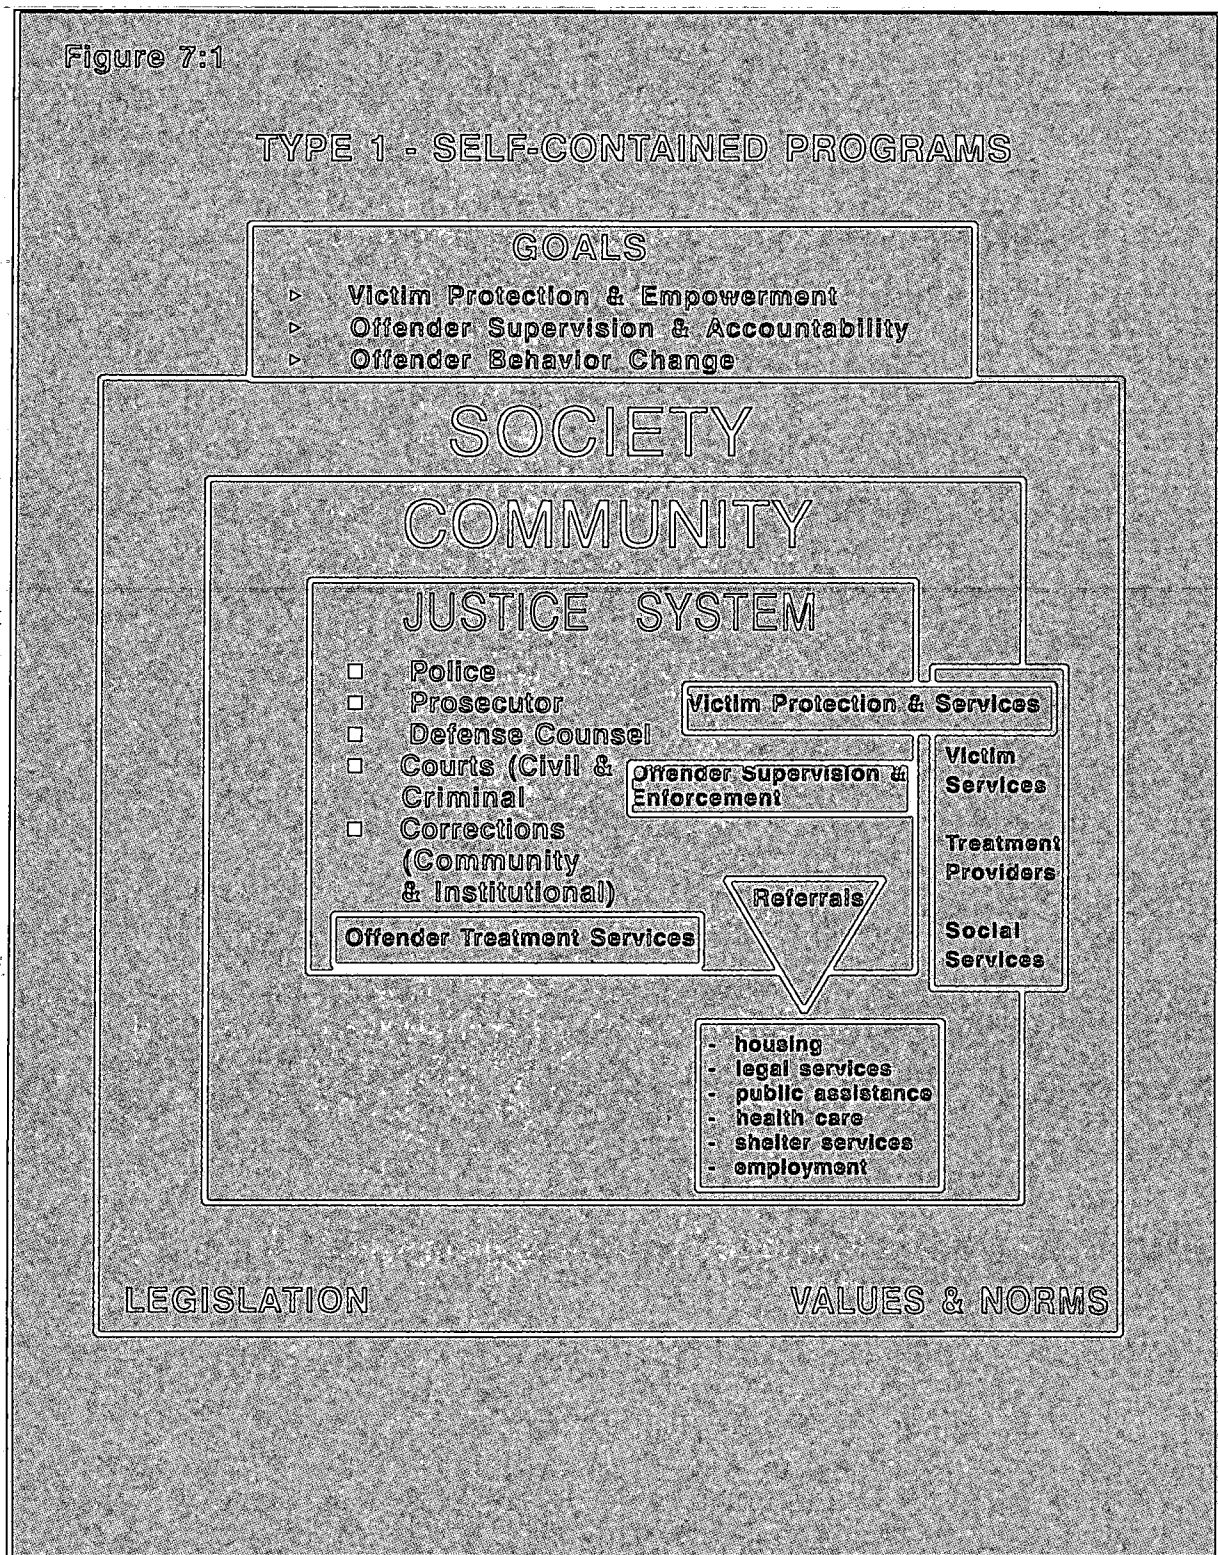 Figure 7:1
TYPE 1 - SELF-CONTAINED PROGRAMS
GOALS
▷ Victim Protection & Empowerment
▷ Offender Supervision & Accountability
▷ Offender Behavior Change
SOCIETY
COMMUNITY
JUSTICE SYSTEM
□ Police
□ Prosecutor
□ Defense Counsel
□ Courts (Civil &
Criminal
□ Corrections
(Community
& Institutional)
Offender Treatment Services
Victim Protection & Services
Offender Supervision &
Enforcement
Referrals
Victim
Services
Treatment
Providers
Social
Services
- housing
- legal services
- public assistance
- health care
- shelter services
- employment
LEGISLATION
VALUES & NORMS